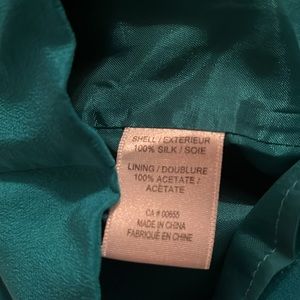 SHELL / EXTERIEUR
100% SILK / SOIE
LINING / DOUBLURE
100% ACETATE /
ACÉTATE
CA # 00655
MADE IN CHINA
FABRIQUÉ EN CHINE